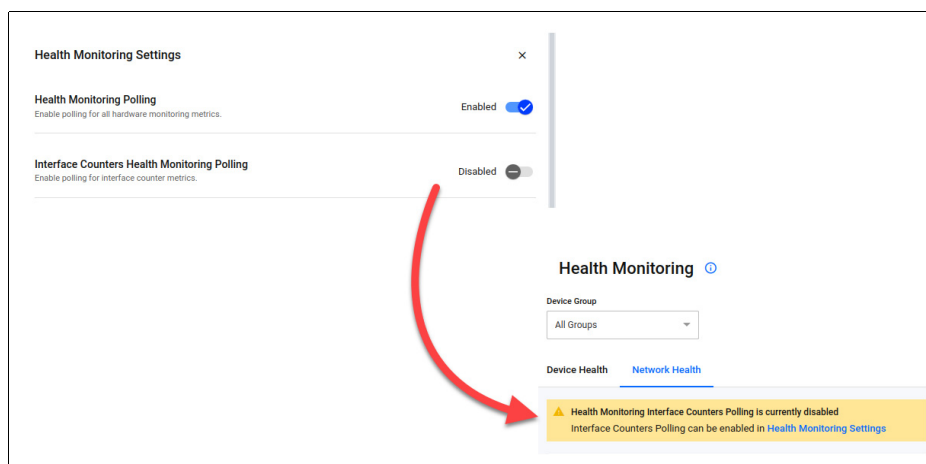 Health Monitoring Settings
Health Monitoring Polling
Enable polling for all hardware monitoring metrics.
Enabled
Interface Counters Health Monitoring Polling
Enable polling for interface counter metrics.
Disabled
Health Monitoring
Device Group
All Groups
Device Health Network Health
Health Monitoring Interface Counters Polling is currently disabled
Interface Counters Polling can be enabled in Health Monitoring Settings